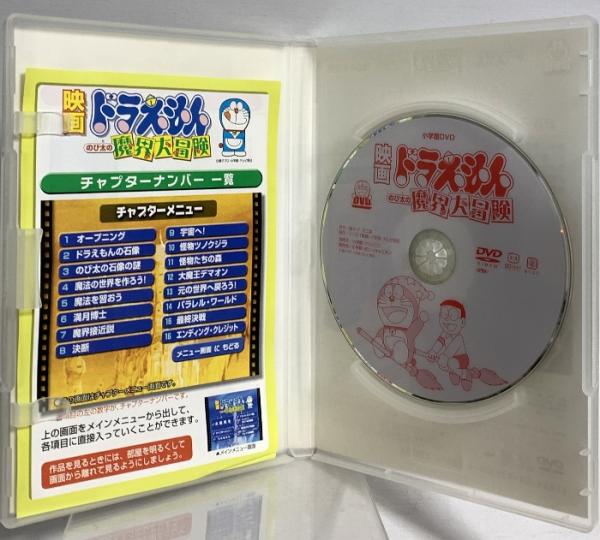 映画
ドラえもん
のび太の
魔界大冒険
チャプターナンバー 一覧
チャプターメニュー
1 オープニング
2 ドラえもんの石像
3 のび太の石像の謎
4 魔法の世界を作ろう!
5 魔法を習おう
6 満月博士
7 魔界接近説
8 決断
9 宇宙へ!
10 怪物ツノクジラ
11 怪物たちの森
12 大魔王デマオン
13 元の世界へ戻ろう!
14 パラレル・ワールド
15 最終決戦
16 エンディング・クレジット
メニュー画面 に もどる
上の画面をメインメニューから出して、
各項目に直接入っていくことができます。
作品を見るときには、部屋を明るくして
画面から離れて見るようにしましょう。
▲メインメニュー画面
小学館DVD
映画
ドラえもん
のび太の
魔界大冒険
DVD
DVD
VIDEO